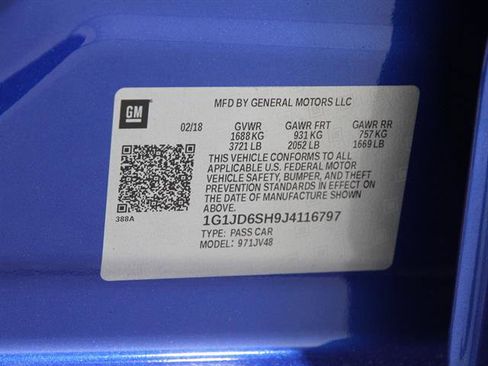 GM
MFD BY GENERAL MOTORS LLC
02/18 GVWR GAWR FRT GAWR RR
1688 KG 931 KG 757 KG
3721 LB 2052 LB 1669 LB
THIS VEHICLE CONFORMS TO ALL
APPLICABLE U.S. FEDERAL MOTOR
VEHICLE SAFETY, BUMPER, AND THEFT
PREVENTION STANDARDS IN EFFECT ON
THE DATE OF MANUFACTURE SHOWN
ABOVE.
388A
1G1JD6SH9J4116797
TYPE: PASS CAR
MODEL: 971JV48